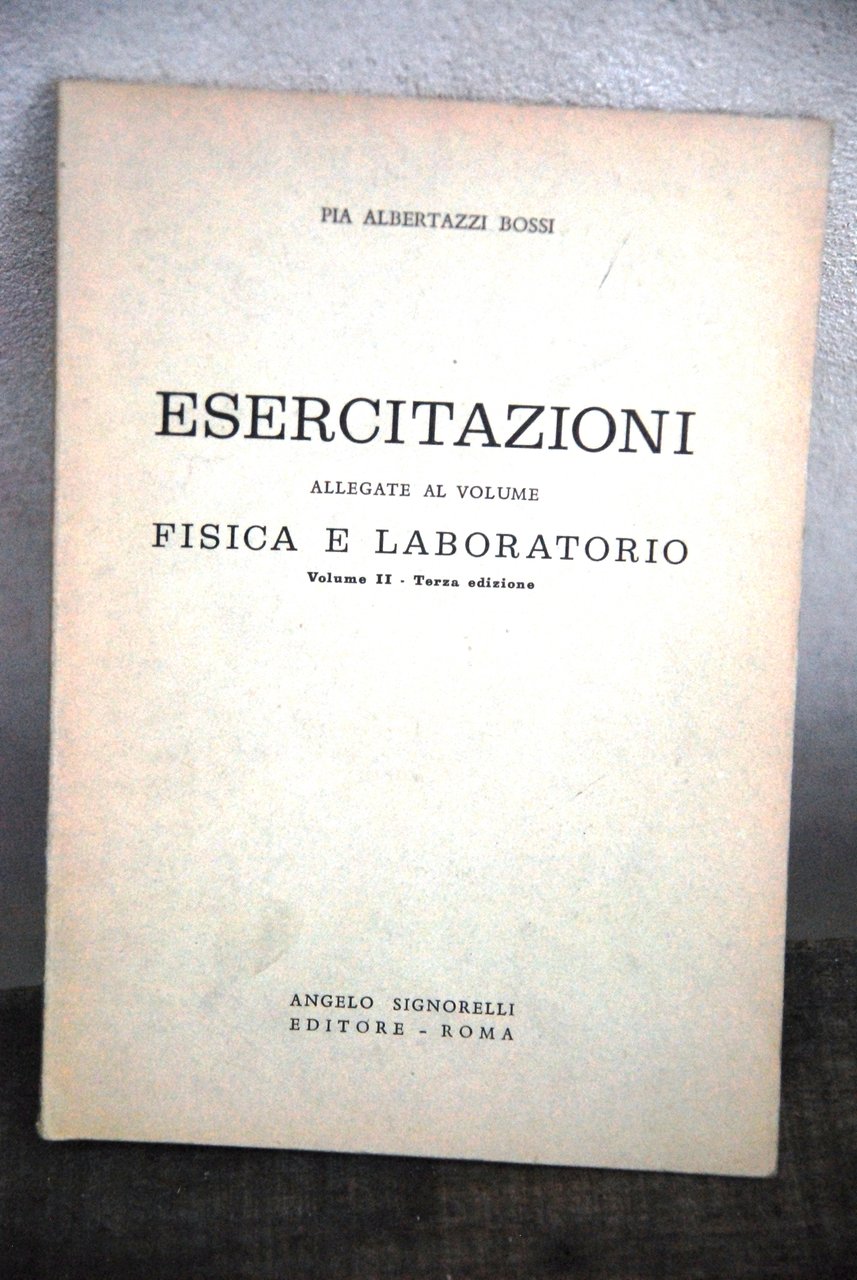 PIA ALBERTAZZI BOSSI
ESERCITAZIONI
ALLEGATE AL VOLUME
FISICA E LABORATORIO
Volume II - Terza edizione
ANGELO SIGNORELLI
EDITORE - ROMA